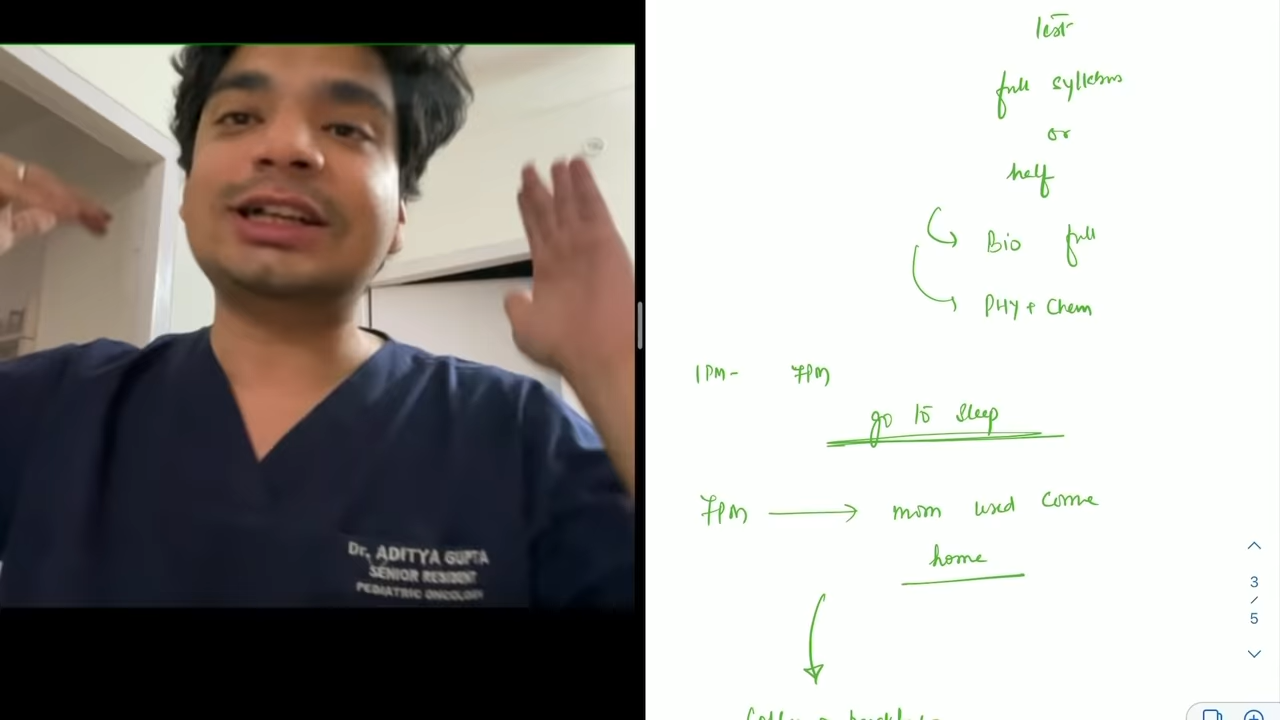 Dr. ADITYA GUPTA
SENIOR RESIDENT
PEDIATRIC ONCOLOGY
Test
full syllabus
or
half
Bio full
PHY + Chem
1PM- 7PM
go to sleep
7PM → mom used come
home
3
/
5